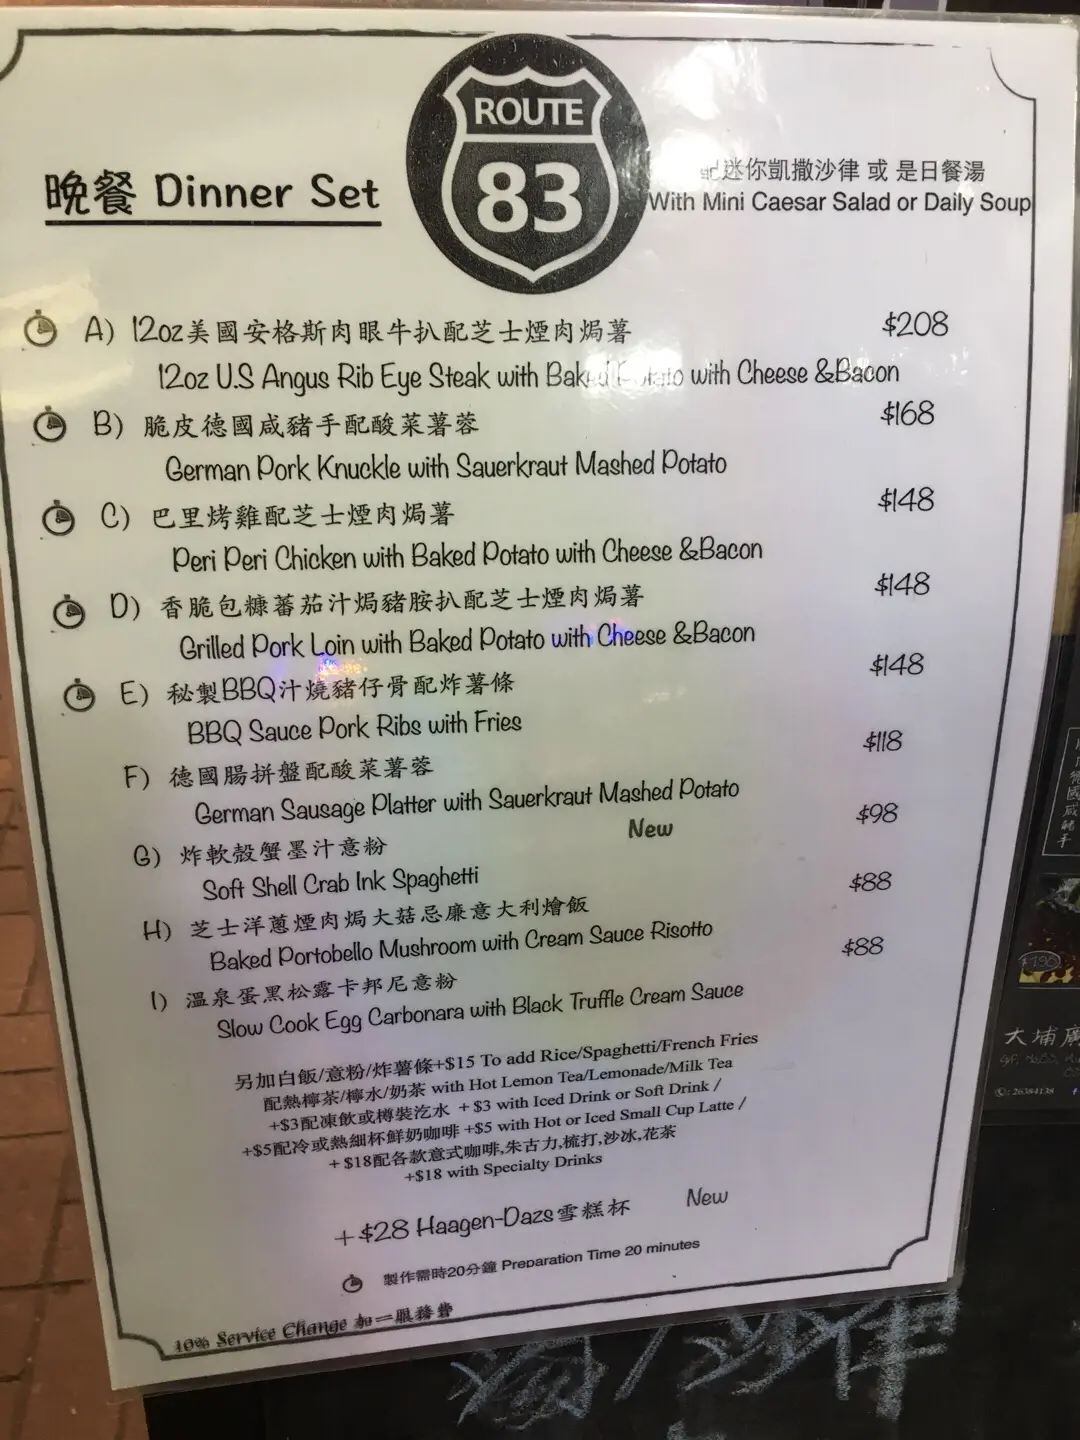 ROUTE
83
晚餐 Dinner Set
配迷你凱撒沙律 或 是日餐湯
With Mini Caesar Salad or Daily Soup
A) 12oz美國安格斯肉眼牛扒配芝士煙肉焗薯 $208
12oz U.S Angus Rib Eye Steak with Baked Potato with Cheese &Bacon
B) 脆皮德國咸豬手配酸菜薯蓉 $168
German Pork Knuckle with Sauerkraut Mashed Potato
C) 巴里烤雞配芝士煙肉焗薯 $148
Peri Peri Chicken with Baked Potato with Cheese &Bacon
D) 香脆包糠蕃茄汁焗豬胺扒配芝士煙肉焗薯 $148
Grilled Pork Loin with Baked Potato with Cheese &Bacon
E) 秘製BBQ汁燒豬仔骨配炸薯條 $148
BBQ Sauce Pork Ribs with Fries
F) 德國腸拼盤配酸菜薯蓉 $118
German Sausage Platter with Sauerkraut Mashed Potato
New
G) 炸軟殼蟹墨汁意粉 $98
Soft Shell Crab Ink Spaghetti
H) 芝士洋蔥煙肉焗大菇忌廉意大利燴飯 $88
Baked Portobello Mushroom with Cream Sauce Risotto
I) 溫泉蛋黑松露卡邦尼意粉 $88
Slow Cook Egg Carbonara with Black Truffle Cream Sauce
另加白飯/意粉/炸薯條+$15 To add Rice/Spaghetti/French Fries
配熱檸茶/檸水/奶茶 with Hot Lemon Tea/Lemonade/Milk Tea
+$3配凍飲或樽裝汽水 +$3 with Iced Drink or Soft Drink /
+$5配冷或熱細杯鮮奶咖啡 +$5 with Hot or Iced Small Cup Latte /
+ $18配各款意式咖啡,朱古力,梳打,沙冰,花茶
+$18 with Specialty Drinks
+ $28 Haagen-Dazs雪糕杯 New
製作需時20分鐘 Preparation Time 20 minutes
10% Service Change 加一服務費
德國咸豬手
$198
大埔廣
26384138